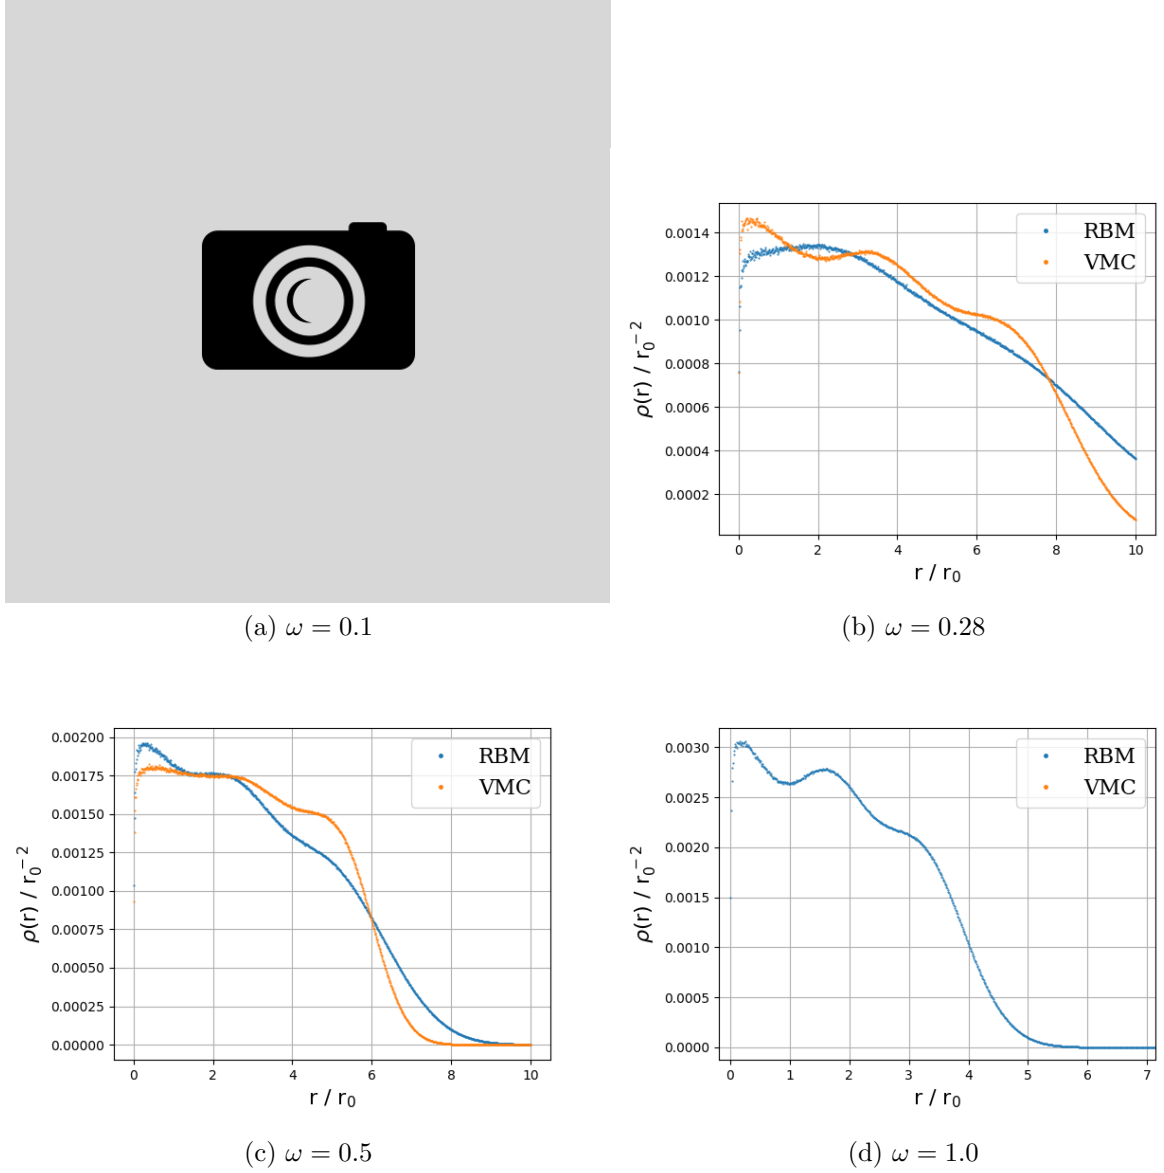 0.0014
0.0012
0.0010
0.0008
0.0006
0.0004
0.0002
ρ(r) / r₀⁻²
RBM
VMC
0 2 4 6 8 10
r / r₀
(a) ω = 0.1
(b) ω = 0.28
0.00200
0.00175
0.00150
0.00125
0.00100
0.00075
0.00050
0.00025
0.00000
ρ(r) / r₀⁻²
RBM
VMC
0 2 4 6 8 10
r / r₀
(c) ω = 0.5
0.0030
0.0025
0.0020
0.0015
0.0010
0.0005
0.0000
ρ(r) / r₀⁻²
RBM
VMC
0 1 2 3 4 5 6 7
r / r₀
(d) ω = 1.0